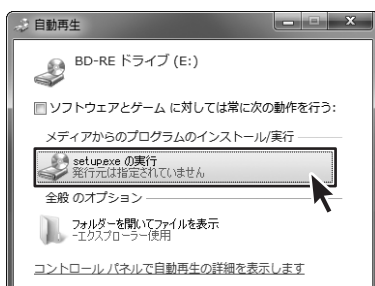 自動再生
BD-RE ドライブ (E:)
ソフトウェアとゲーム に対しては常に次の動作を行う:
メディアからのプログラムのインストール/実行
setup.exe の実行
発行元は指定されていません
全般 のオプション
フォルダーを開いてファイルを表示
-エクスプローラー使用
コントロール パネルで自動再生の詳細を表示します